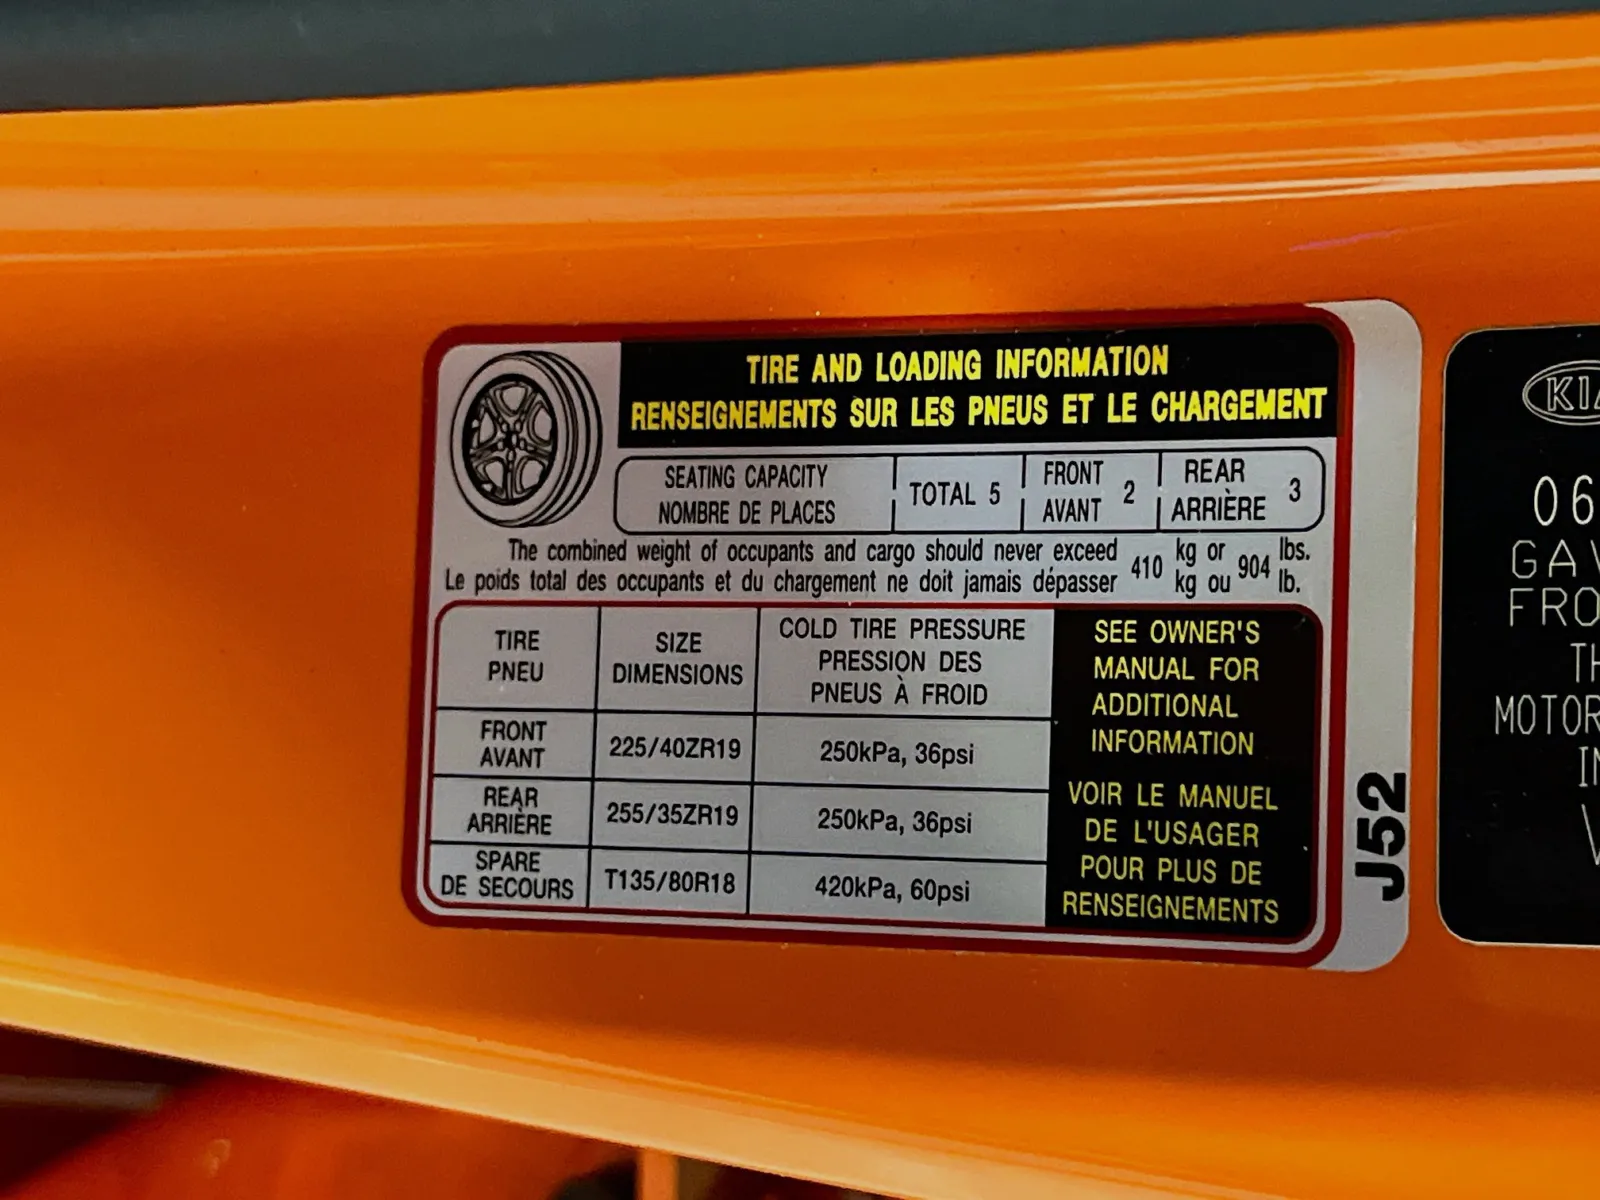 TIRE AND LOADING INFORMATION
RENSEIGNEMENTS SUR LES PNEUS ET LE CHARGEMENT
SEATING CAPACITY
NOMBRE DE PLACES
TOTAL 5
FRONT
AVANT
2
REAR
ARRIÈRE
3
The combined weight of occupants and cargo should never exceed 410 kg or 904 lbs.
Le poids total des occupants et du chargement ne doit jamais dépasser kg ou lb.
TIRE
PNEU
SIZE
DIMENSIONS
COLD TIRE PRESSURE
PRESSION DES
PNEUS À FROID
FRONT
AVANT
225/40ZR19
250kPa, 36psi
REAR
ARRIÈRE
255/35ZR19
250kPa, 36psi
SPARE
DE SECOURS
T135/80R18
420kPa, 60psi
SEE OWNER'S
MANUAL FOR
ADDITIONAL
INFORMATION
VOIR LE MANUEL
DE L'USAGER
POUR PLUS DE
RENSEIGNEMENTS
J52
KIA
06
FRO
MOTOR